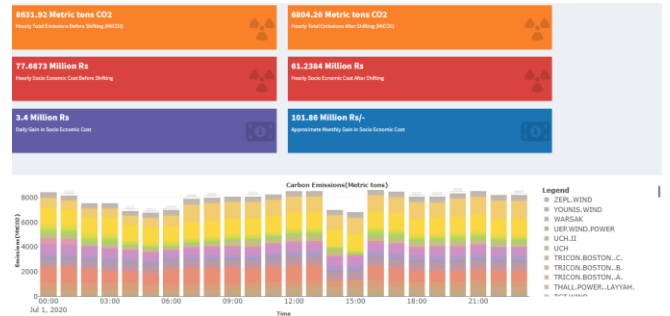 8631.92 Metric tons CO2
Hourly Total Emissions Before Shifting (MtCO2)
6804.26 Metric tons CO2
Hourly Total Emissions After Shifting (MtCO2)
77.6873 Million Rs
Hourly Socio Economic Cost Before Shifting
61.2384 Million Rs
Hourly Socio Economic Cost After Shifting
3.4 Million Rs
Daily Gain in Socio Ecnomic Cost
101.86 Million Rs/-
Approximate Monthly Gain in Socio Ecnomic Cost
Carbon Emissions(Metric tons)
Emissions(MtCO2)
8000
6000
4000
2000
0
00:00 03:00 06:00 09:00 12:00 15:00 18:00 21:00
Jul 1, 2020
Time
Legend
ZEPL.WIND
YOUNIS.WIND
WARSAK
UEP.WIND.POWER
UCH.II
UCH
TRICON.BOSTON..C.
TRICON.BOSTON..B.
TRICON.BOSTON..A.
THALL.POWER..LAYYAH.